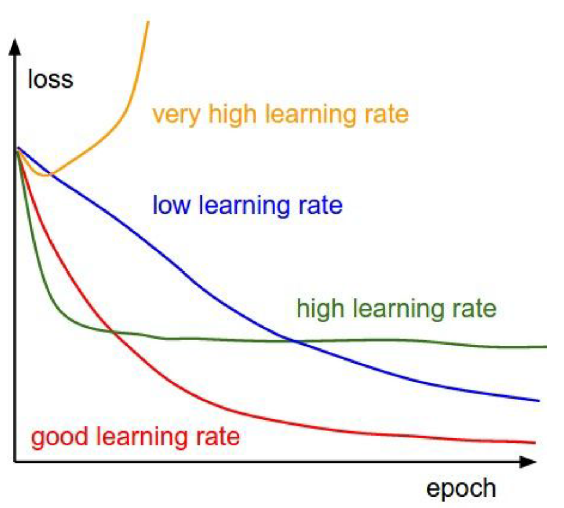 loss
very high learning rate
low learning rate
high learning rate
good learning rate
epoch